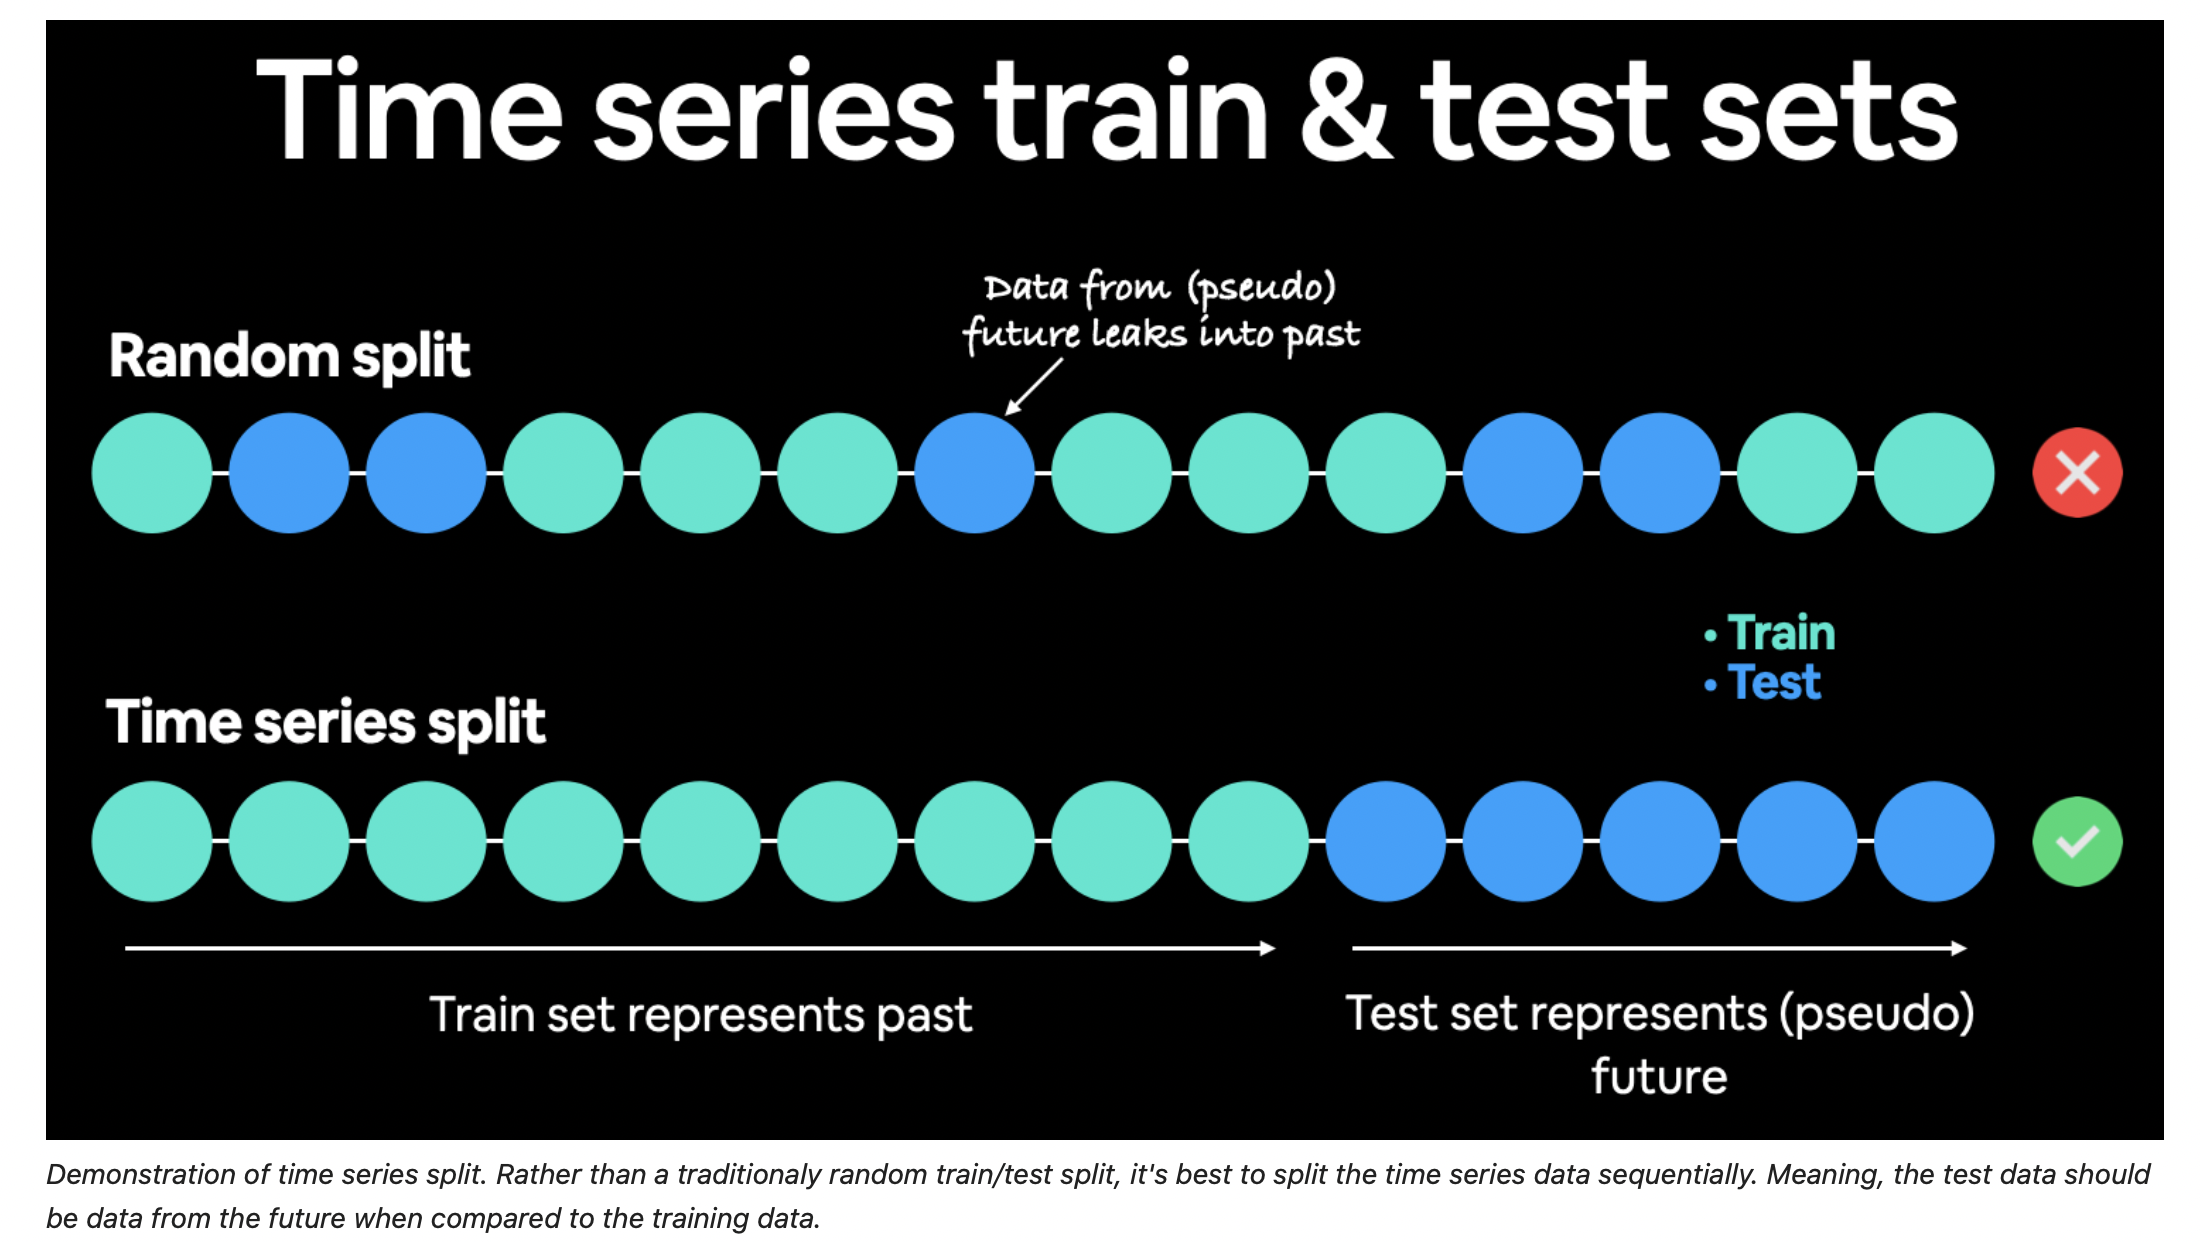 Time series train & test sets
Data from (pseudo)
future leaks into past
Random split
• Train
• Test
Time series split
Train set represents past
Test set represents (pseudo)
future
Demonstration of time series split. Rather than a traditionaly random train/test split, it's best to split the time series data sequentially. Meaning, the test data should
be data from the future when compared to the training data.